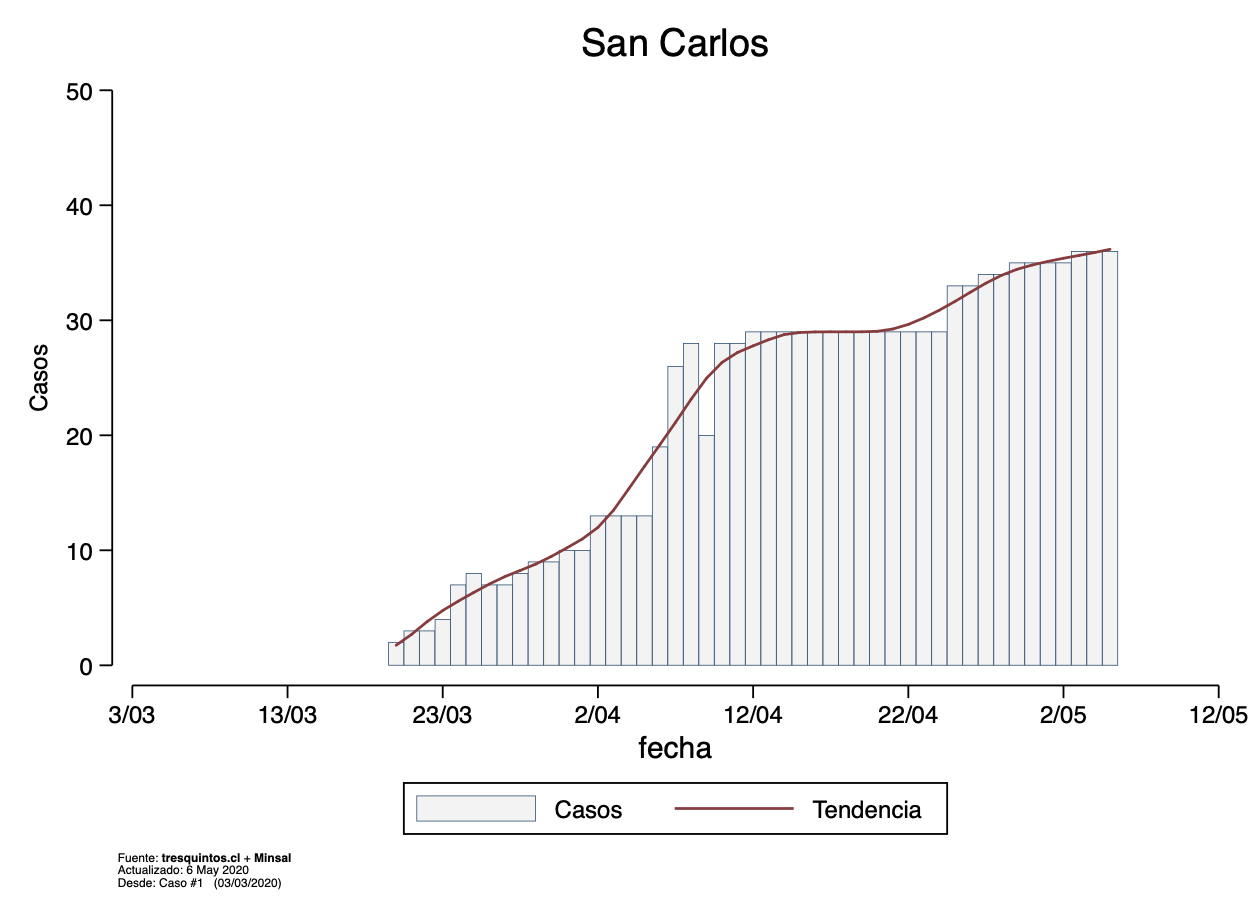 San Carlos
50
40
30
20
10
0
Casos
3/03 13/03 23/03 2/04 12/04 22/04 2/05 12/05
fecha
Casos Tendencia
Fuente: tresquintos.cl + Minsal
Actualizado: 6 May 2020
Desde: Caso #1 (03/03/2020)